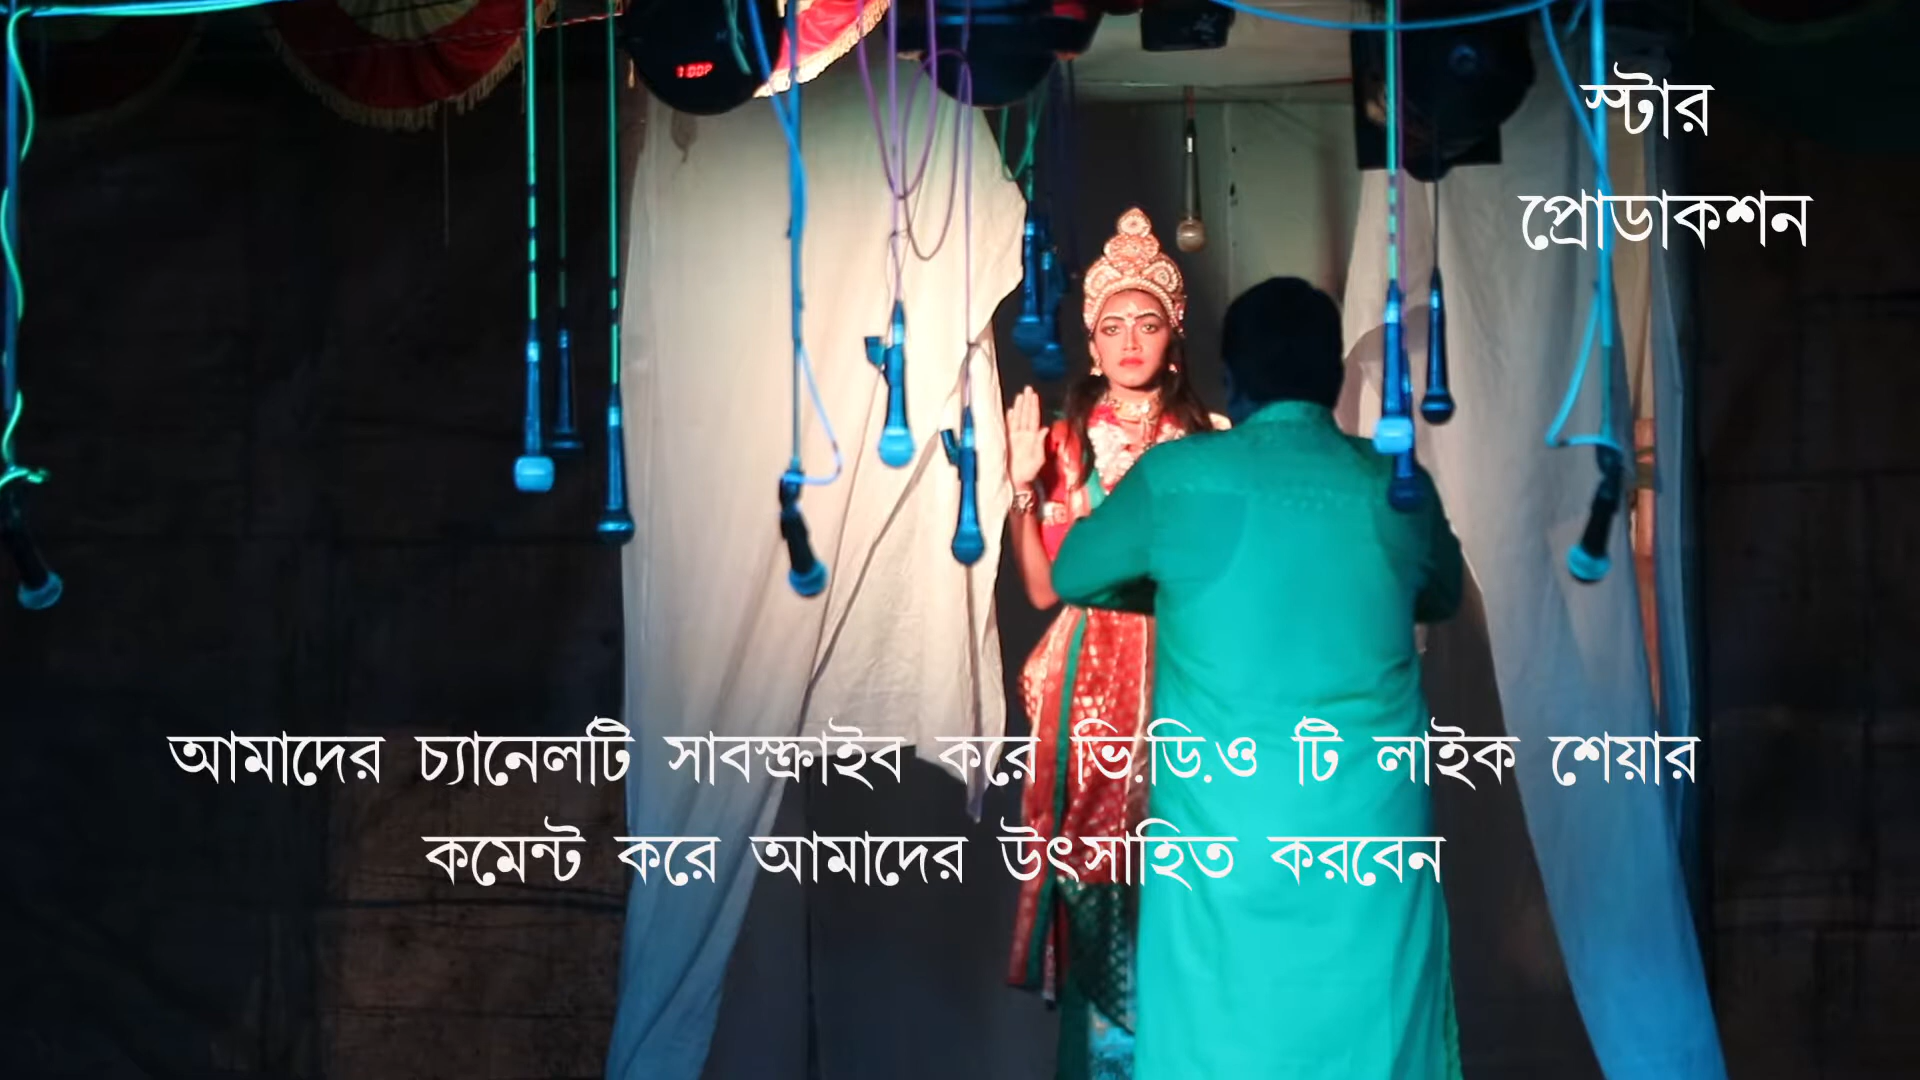 স্টার
প্রোডাকশন
আমাদের চ্যানেলটি সাবস্ক্রাইব করে ভি.ডি.ও টি লাইক শেয়ার
কমেন্ট করে আমাদের উৎসাহিত করবেন